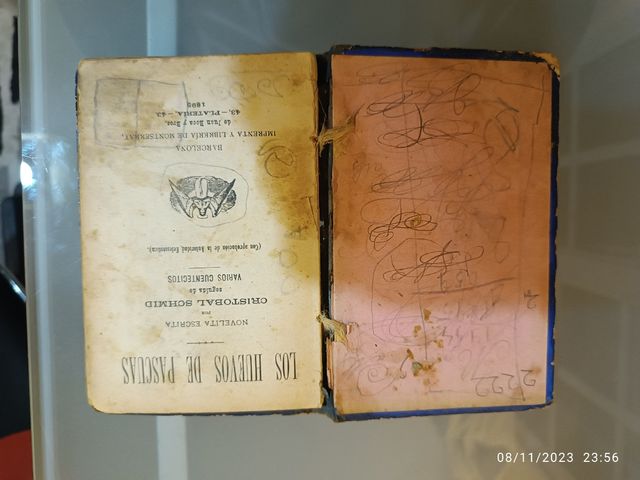 LOS HUEVOS DE PASCUAS
NOVELITA ESCRITA
POR
CRISTOBAL SCHMID
seguida de
VARIOS CUENTECITOS
(Con aprobación de la Autoridad Eclesiástica).
BARCELONA
IMPRENTA Y LIBRERÍA DE MONTSERRAT,
de Juan Roca y Bros,
43.—PLATERÍA—43.
2222
08/11/2023 23:56